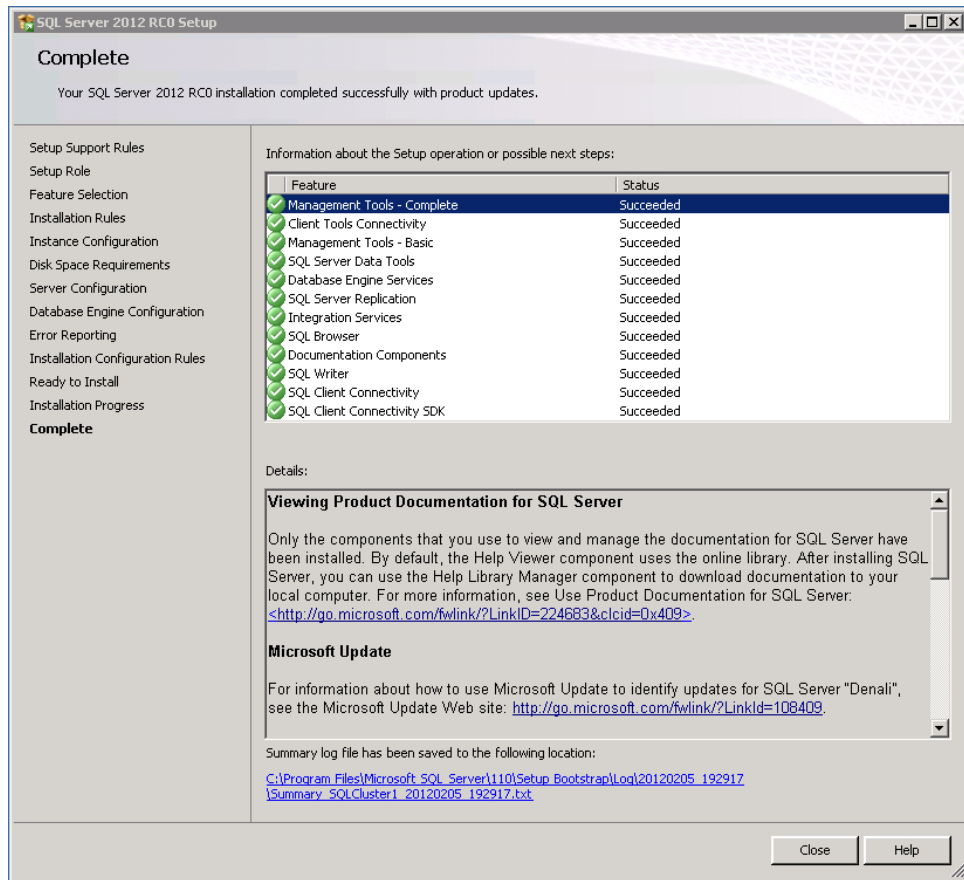 SQL Server 2012 RC0 Setup
Complete
Your SQL Server 2012 RC0 installation completed successfully with product updates.
Setup Support Rules
Setup Role
Feature Selection
Installation Rules
Instance Configuration
Disk Space Requirements
Server Configuration
Database Engine Configuration
Error Reporting
Installation Configuration Rules
Ready to Install
Installation Progress
Complete
Information about the Setup operation or possible next steps:
Feature Status
Management Tools - Complete Succeeded
Client Tools Connectivity Succeeded
Management Tools - Basic Succeeded
SQL Server Data Tools Succeeded
Database Engine Services Succeeded
SQL Server Replication Succeeded
Integration Services Succeeded
SQL Browser Succeeded
Documentation Components Succeeded
SQL Writer Succeeded
SQL Client Connectivity Succeeded
SQL Client Connectivity SDK Succeeded
Details:
Viewing Product Documentation for SQL Server
Only the components that you use to view and manage the documentation for SQL Server have
been installed. By default, the Help Viewer component uses the online library. After installing SQL
Server, you can use the Help Library Manager component to download documentation to your
local computer. For more information, see Use Product Documentation for SQL Server:
<http://go.microsoft.com/fwlink/?LinkID=224683&clcid=0x409>.
Microsoft Update
For information about how to use Microsoft Update to identify updates for SQL Server "Denali",
see the Microsoft Update Web site: http://go.microsoft.com/fwlink/?LinkId=108409.
Summary log file has been saved to the following location:
C:\Program Files\Microsoft SQL Server\110\Setup Bootstrap\Log\20120205_192917
\Summary_SQLCluster1_20120205_192917.txt
Close Help